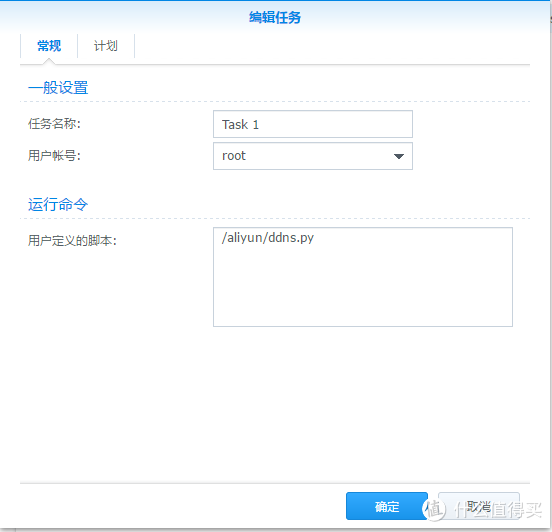 编辑任务
常规
计划
一般设置
任务名称:
Task 1
用户帐号:
root
运行命令
用户定义的脚本:
/aliyun/ddns.py
确定
取消
值 什么值得买